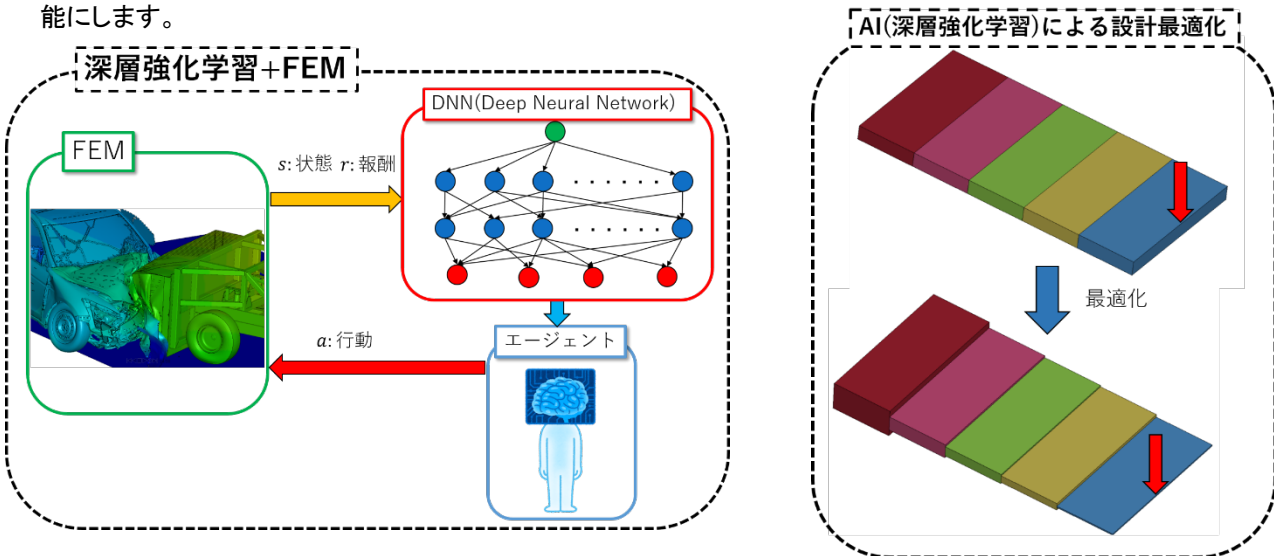 能にします。
深層強化学習+FEM
FEM
s: 状態 r: 報酬
DNN(Deep Neural Network)
a: 行動
エージェント
AI(深層強化学習)による設計最適化
最適化